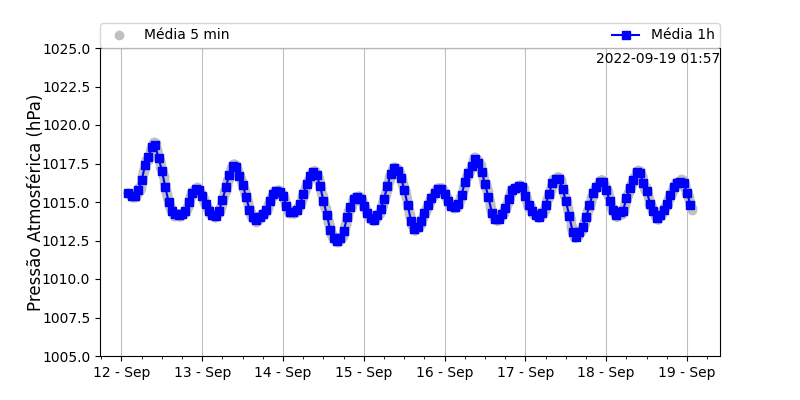 Média 5 min
Média 1h
2022-09-19 01:57
Pressão Atmosférica (hPa)
1025.0
1022.5
1020.0
1017.5
1015.0
1012.5
1010.0
1007.5
1005.0
12 - Sep
13 - Sep
14 - Sep
15 - Sep
16 - Sep
17 - Sep
18 - Sep
19 - Sep